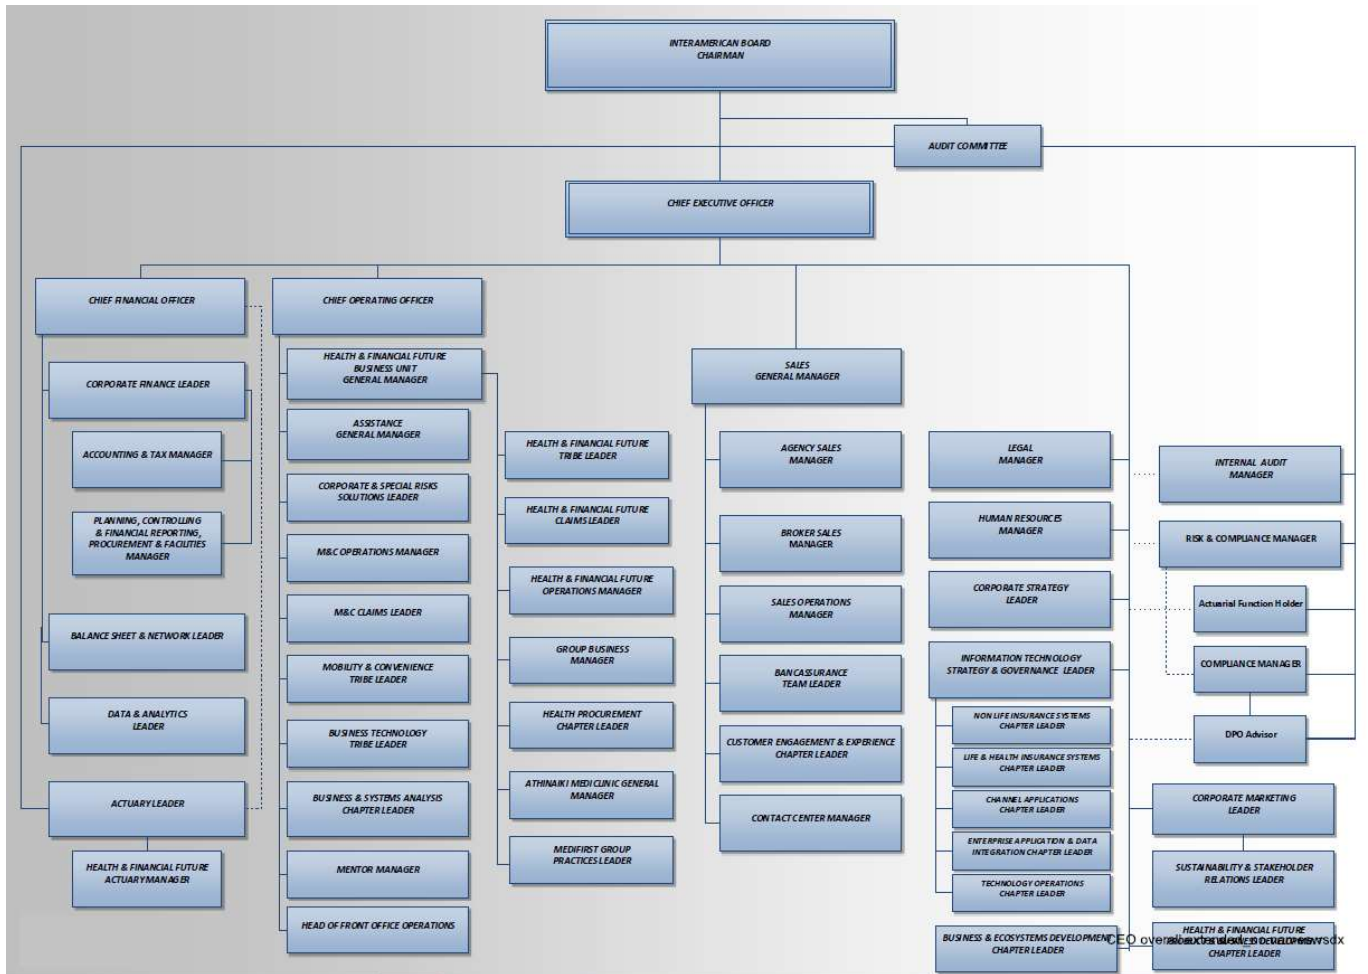 INTERAMERICAN BOARD
CHAIRMAN
AUDIT COMMITTEE
CHIEF EXECUTIVE OFFICER
CHIEF FINANCIAL OFFICER
CORPORATE FINANCE LEADER
ACCOUNTING & TAX MANAGER
PLANNING, CONTROLLING
& FINANCIAL REPORTING,
PROCUREMENT & FACILITIES
MANAGER
BALANCE SHEET & NETWORK LEADER
DATA & ANALYTICS
LEADER
ACTUARY LEADER
HEALTH & FINANCIAL FUTURE
ACTUARY MANAGER
CHIEF OPERATING OFFICER
HEALTH & FINANCIAL FUTURE
BUSINESS UNIT
GENERAL MANAGER
ASSISTANCE
GENERAL MANAGER
CORPORATE & SPECIAL RISKS
SOLUTIONS LEADER
M&C OPERATIONS MANAGER
M&C CLAIMS LEADER
MOBILITY & CONVENIENCE
TRIBE LEADER
BUSINESS TECHNOLOGY
TRIBE LEADER
BUSINESS & SYSTEMS ANALYSIS
CHAPTER LEADER
MENTOR MANAGER
HEAD OF FRONT OFFICE OPERATIONS
HEALTH & FINANCIAL FUTURE
TRIBE LEADER
HEALTH & FINANCIAL FUTURE
CLAIMS LEADER
HEALTH & FINANCIAL FUTURE
OPERATIONS MANAGER
GROUP BUSINESS
MANAGER
HEALTH PROCUREMENT
CHAPTER LEADER
ATHINAIKI MEDICLINIC GENERAL
MANAGER
MEDIFIRST GROUP
PRACTICES LEADER
SALES
GENERAL MANAGER
AGENCY SALES
MANAGER
BROKER SALES
MANAGER
SALES OPERATIONS
MANAGER
BANCASSURANCE
TEAM LEADER
CUSTOMER ENGAGEMENT & EXPERIENCE
CHAPTER LEADER
CONTACT CENTER MANAGER
LEGAL
MANAGER
HUMAN RESOURCES
MANAGER
CORPORATE STRATEGY
LEADER
INFORMATION TECHNOLOGY
STRATEGY & GOVERNANCE LEADER
NON LIFE INSURANCE SYSTEMS
CHAPTER LEADER
LIFE & HEALTH INSURANCE SYSTEMS
CHAPTER LEADER
CHANNEL APPLICATIONS
CHAPTER LEADER
ENTERPRISE APPLICATION & DATA
INTEGRATION CHAPTER LEADER
TECHNOLOGY OPERATIONS
CHAPTER LEADER
BUSINESS & ECOSYSTEMS DEVELOPMENT
CHAPTER LEADER
INTERNAL AUDIT
MANAGER
RISK & COMPLIANCE MANAGER
Actuarial Function Holder
COMPLIANCE MANAGER
DPO Advisor
CORPORATE MARKETING
LEADER
SUSTAINABILITY & STAKEHOLDER
RELATIONS LEADER
HEALTH & FINANCIAL FUTURE
CHAPTER LEADER
CEO overall